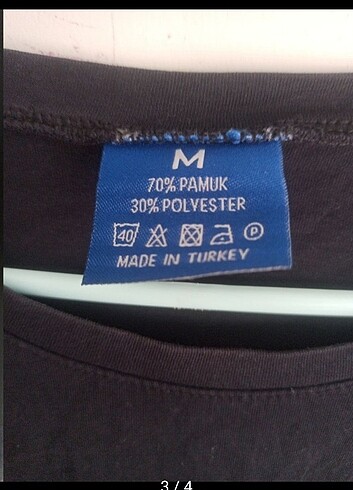 M
70% PAMUK
30% POLYESTER
40 P
MADE IN TURKEY
3 / 4